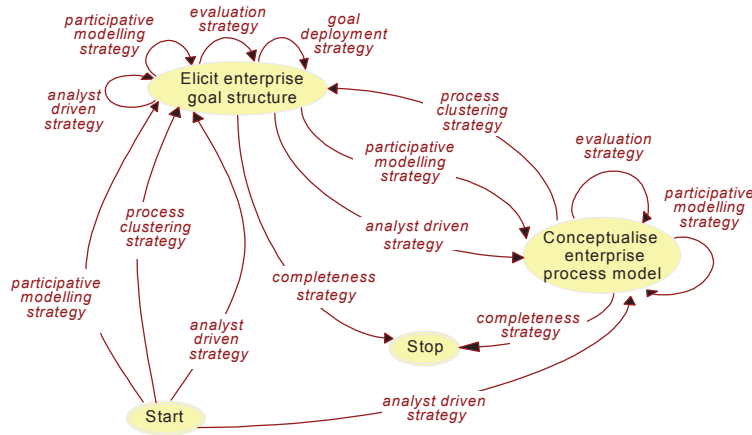 participative
modelling
strategy
evaluation
strategy
goal
deployment
strategy
analyst
driven
strategy
Elicit enterprise
goal structure
process
clustering
strategy
participative
modelling
strategy
evaluation
strategy
participative
modelling
strategy
process
clustering
strategy
analyst driven
strategy
Conceptualise
enterprise
process model
participative
modelling
strategy
completeness
strategy
analyst
driven
strategy
completeness
strategy
Stop
Start
analyst driven
strategy